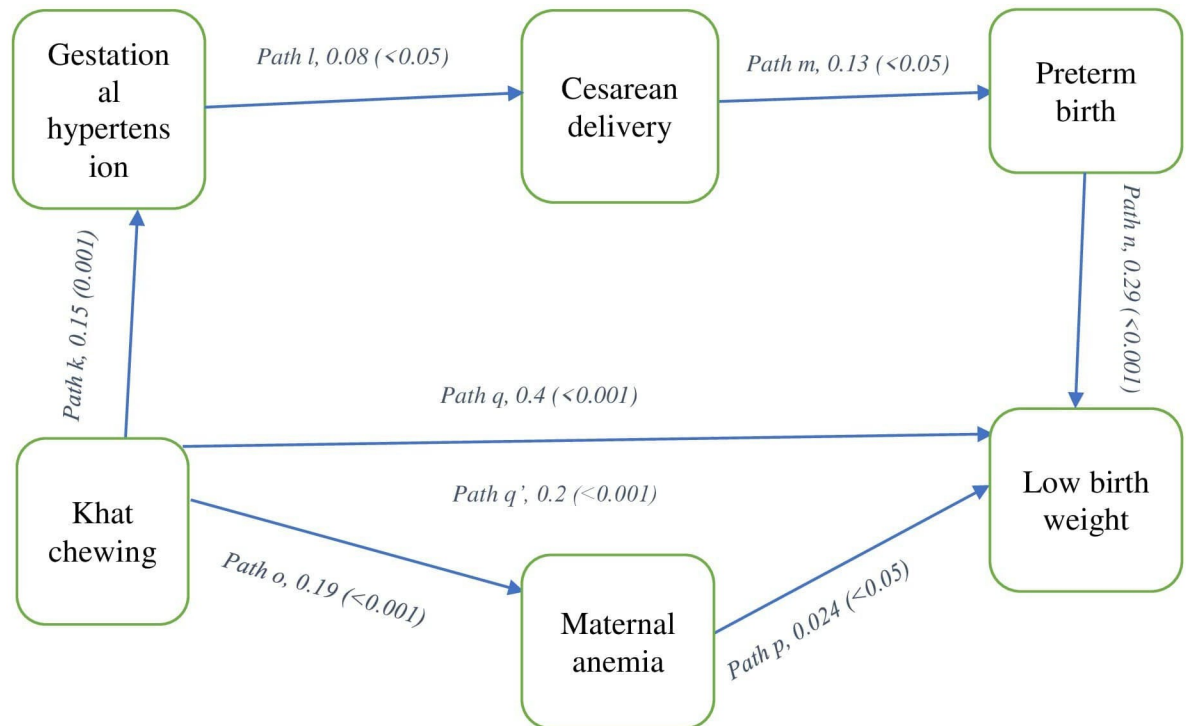 Gestation
al
hypertens
ion
Path l, 0.08 (<0.05)
Cesarean
delivery
Path m, 0.13 (<0.05)
Preterm
birth
Path k, 0.15 (0.001)
Path n, 0.29 (<0.001)
Path q, 0.4 (<0.001)
Khat
chewing
Path q’, 0.2 (<0.001)
Low birth
weight
Path o, 0.19 (<0.001)
Maternal
anemia
Path p, 0.024 (<0.05)